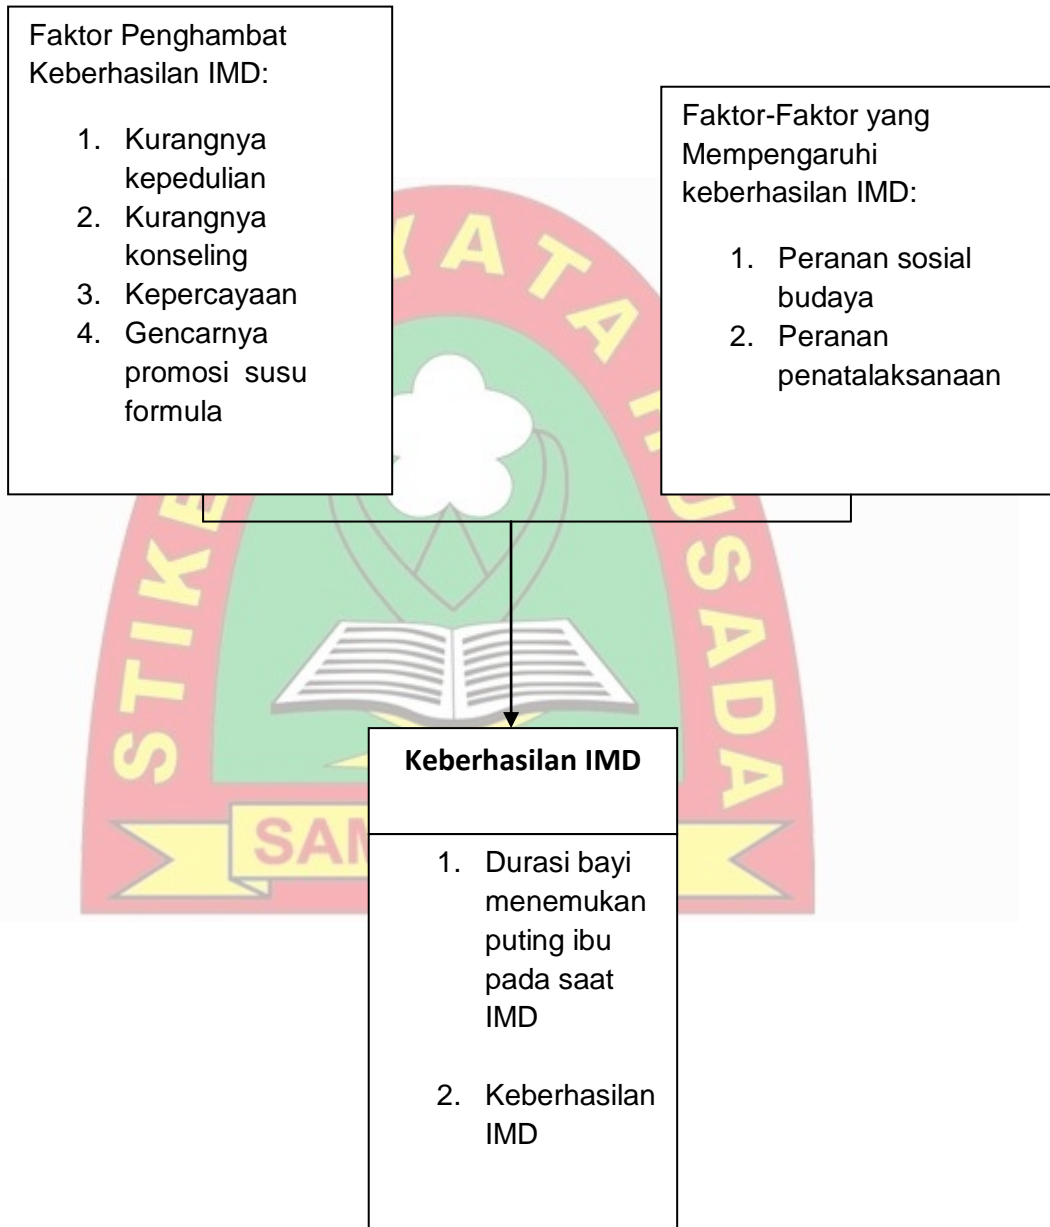 Faktor Penghambat
Keberhasilan IMD:
1. Kurangnya
kepedulian
2. Kurangnya
konseling
3. Kepercayaan
4. Gencarnya
promosi susu
formula
Faktor-Faktor yang
Mempengaruhi
keberhasilan IMD:
1. Peranan sosial
budaya
2. Peranan
penatalaksanaan
Keberhasilan IMD
1. Durasi bayi
menemukan
puting ibu
pada saat
IMD
2. Keberhasilan
IMD